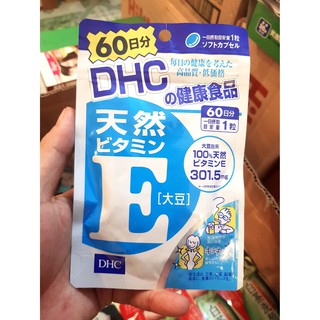 60日分
一日摂取目安量1粒
ソフトカプセル
毎日の健康を考えた
高品質・低価格
DHC
の健康食品
天然
ビタミン
E
[大豆]
60日分
一日摂取
目安量 1粒
大豆由来
100%天然
ビタミンE
301.5mg
DHC